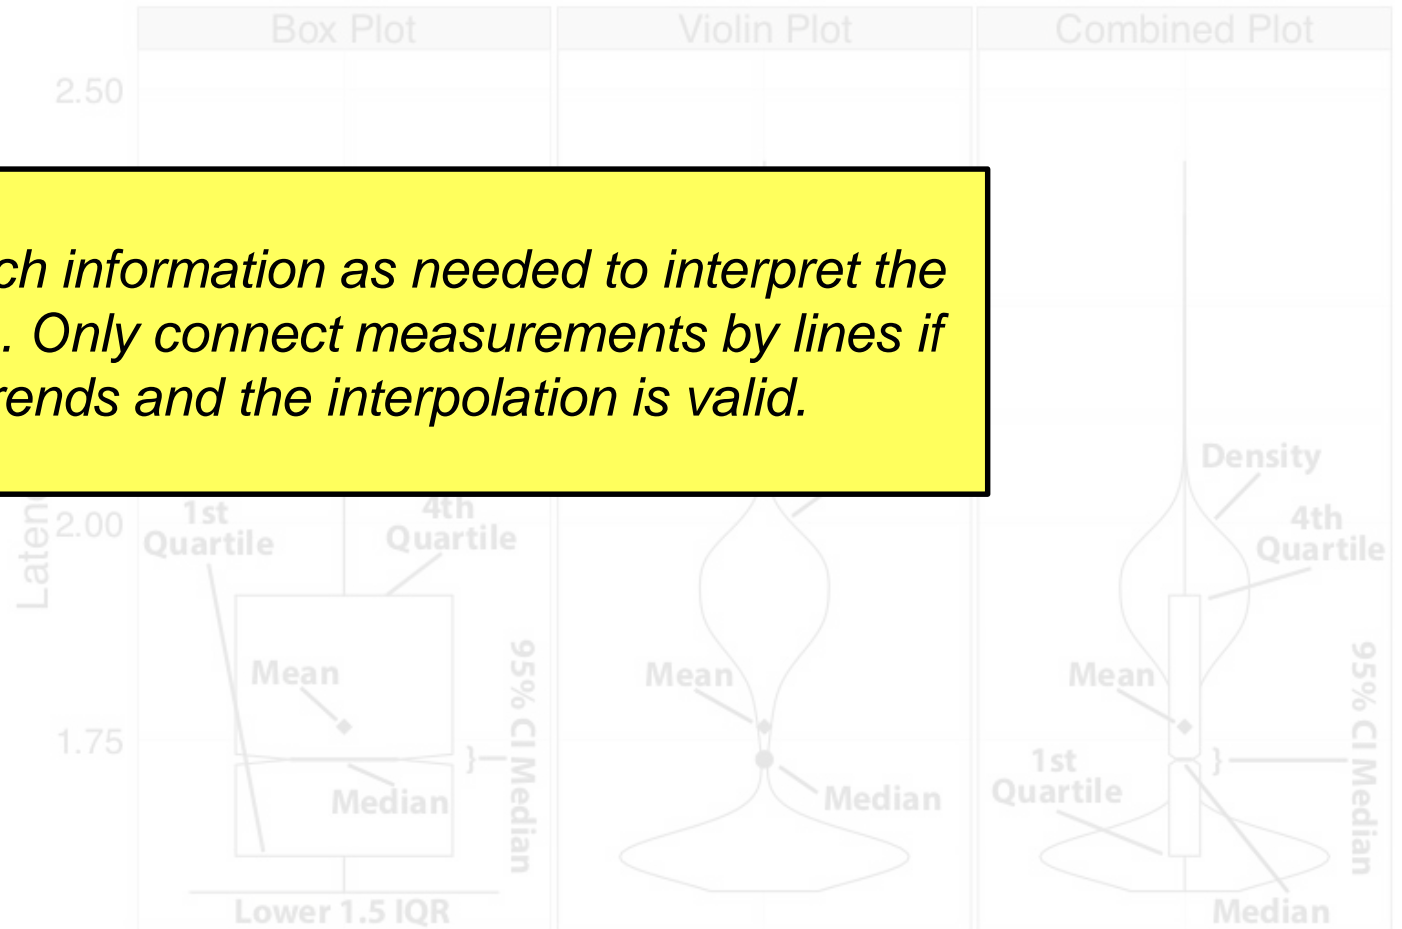 Box Plot
Violin Plot
Combined Plot
2.50
information as needed to interpret the
. Only connect measurements by lines if
and the interpolation is valid.
Density
2.00
1st
Quartile
4th
Quartile
4th
Quartile
Mean
95% CI Median
Mean
Mean
95% CI Median
1.75
}
}
1st
Quartile
Median
Median
Lower 1.5 IQR
Median